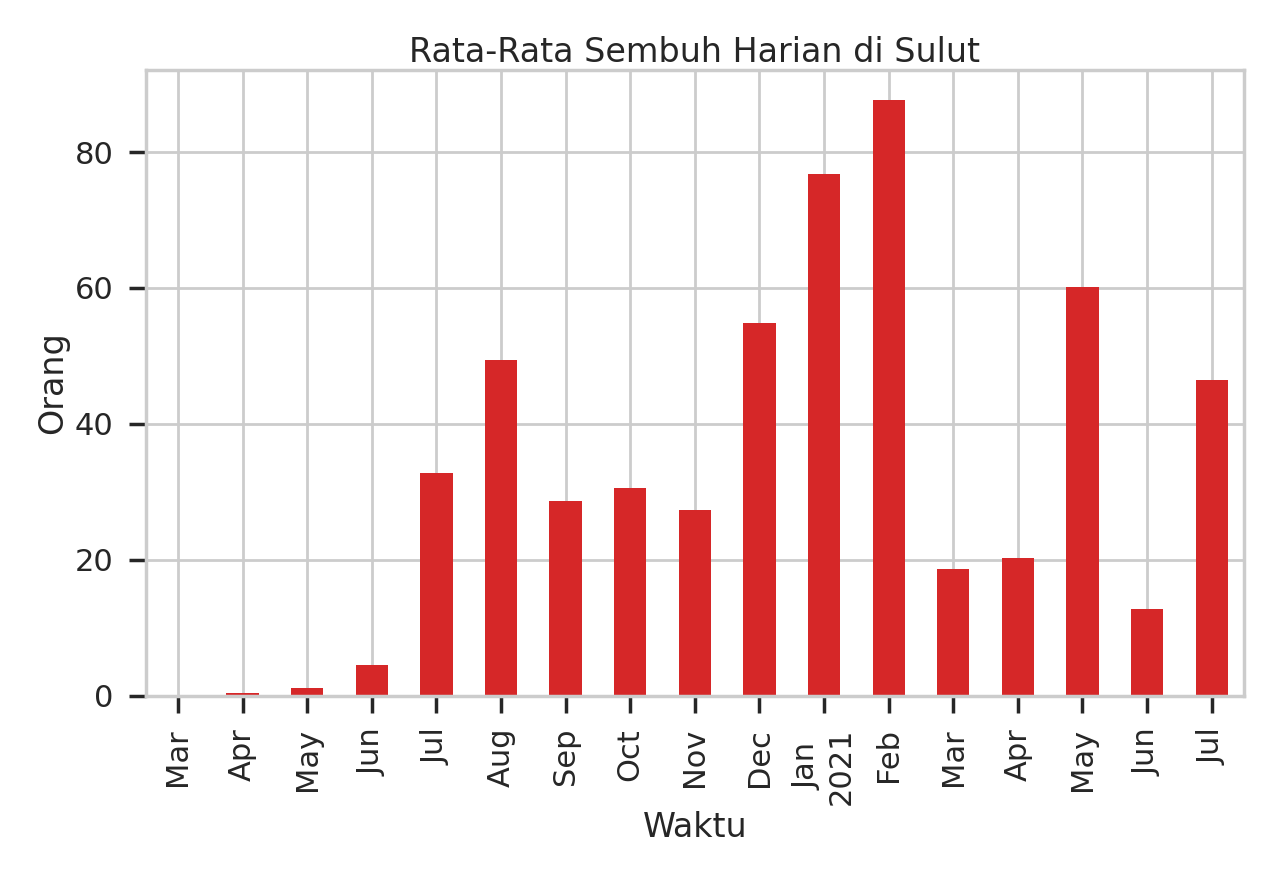 Rata-Rata Sembuh Harian di Sulut
80
60
40
20
0
Orang
Mar
Apr
May
Jun
Jul
Aug
Sep
Oct
Nov
Dec
Jan
2021
Feb
Mar
Apr
May
Jun
Jul
Waktu